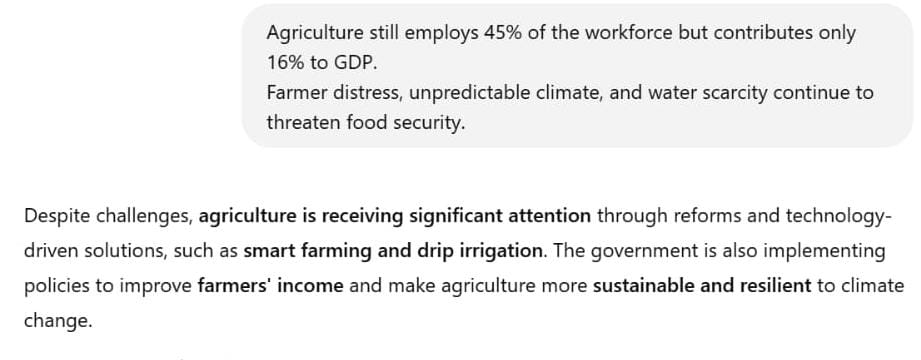 Agriculture still employs 45% of the workforce but contributes only
16% to GDP.
Farmer distress, unpredictable climate, and water scarcity continue to
threaten food security.
Despite challenges, agriculture is receiving significant attention through reforms and technology-
driven solutions, such as smart farming and drip irrigation. The government is also implementing
policies to improve farmers' income and make agriculture more sustainable and resilient to climate
change.